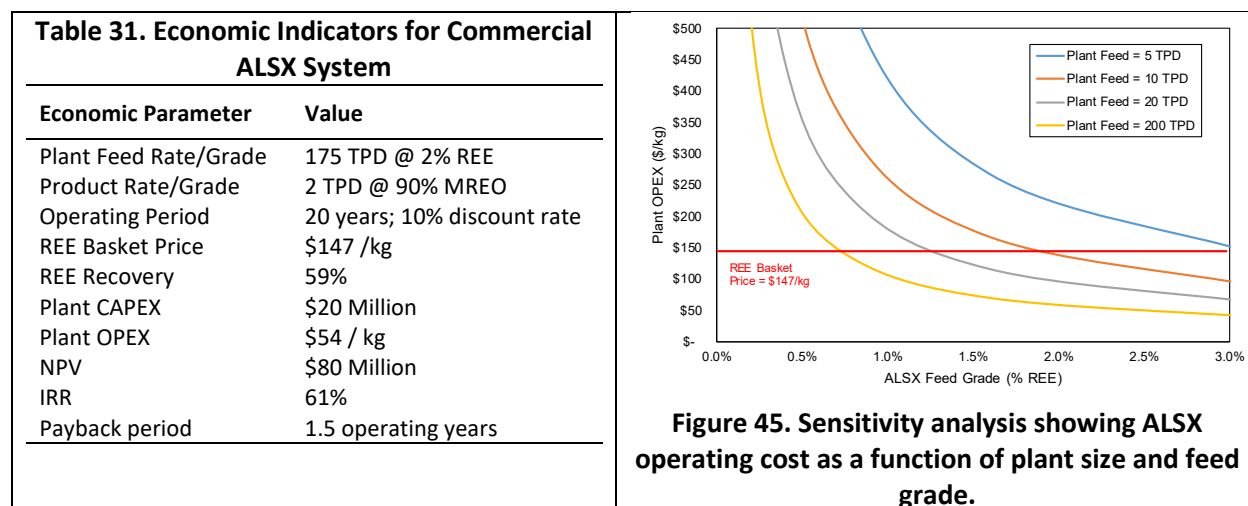 Table 31. Economic Indicators for Commercial
ALSX System
Economic Parameter Value
Plant Feed Rate/Grade 175 TPD @ 2% REE
Product Rate/Grade 2 TPD @ 90% MREO
Operating Period 20 years; 10% discount rate
REE Basket Price $147 /kg
REE Recovery 59%
Plant CAPEX $20 Million
Plant OPEX $54 / kg
NPV $80 Million
IRR 61%
Payback period 1.5 operating years
Plant OPEX ($/kg)
$500
$450
$400
$350
$300
$250
$200
$150
$100
$50
$-
Plant Feed = 5 TPD
Plant Feed = 10 TPD
Plant Feed = 20 TPD
Plant Feed = 200 TPD
REE Basket
Price = $147/kg
0.0% 0.5% 1.0% 1.5% 2.0% 2.5% 3.0%
ALSX Feed Grade (% REE)
Figure 45. Sensitivity analysis showing ALSX
operating cost as a function of plant size and feed
grade.